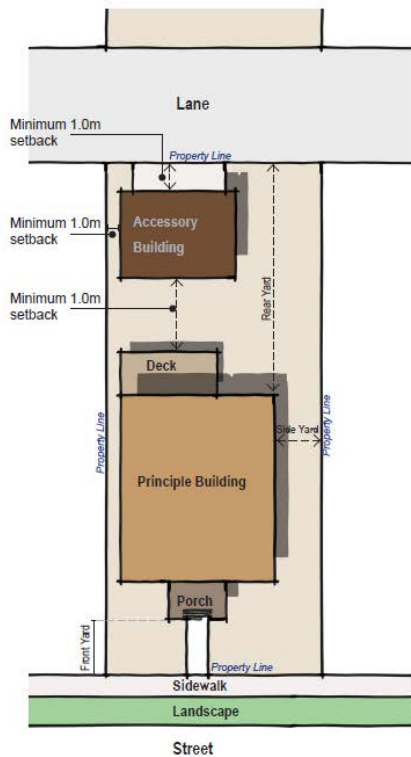 Lane
Minimum 1.0m
setback
Property Line
Minimum 1.0m
setback
Accessory
Building
Rear Yard
Minimum 1.0m
setback
Deck
Property Line
Side Yard
Property Line
Principle Building
Porch
Front Yard
Property Line
Sidewalk
Landscape
Street